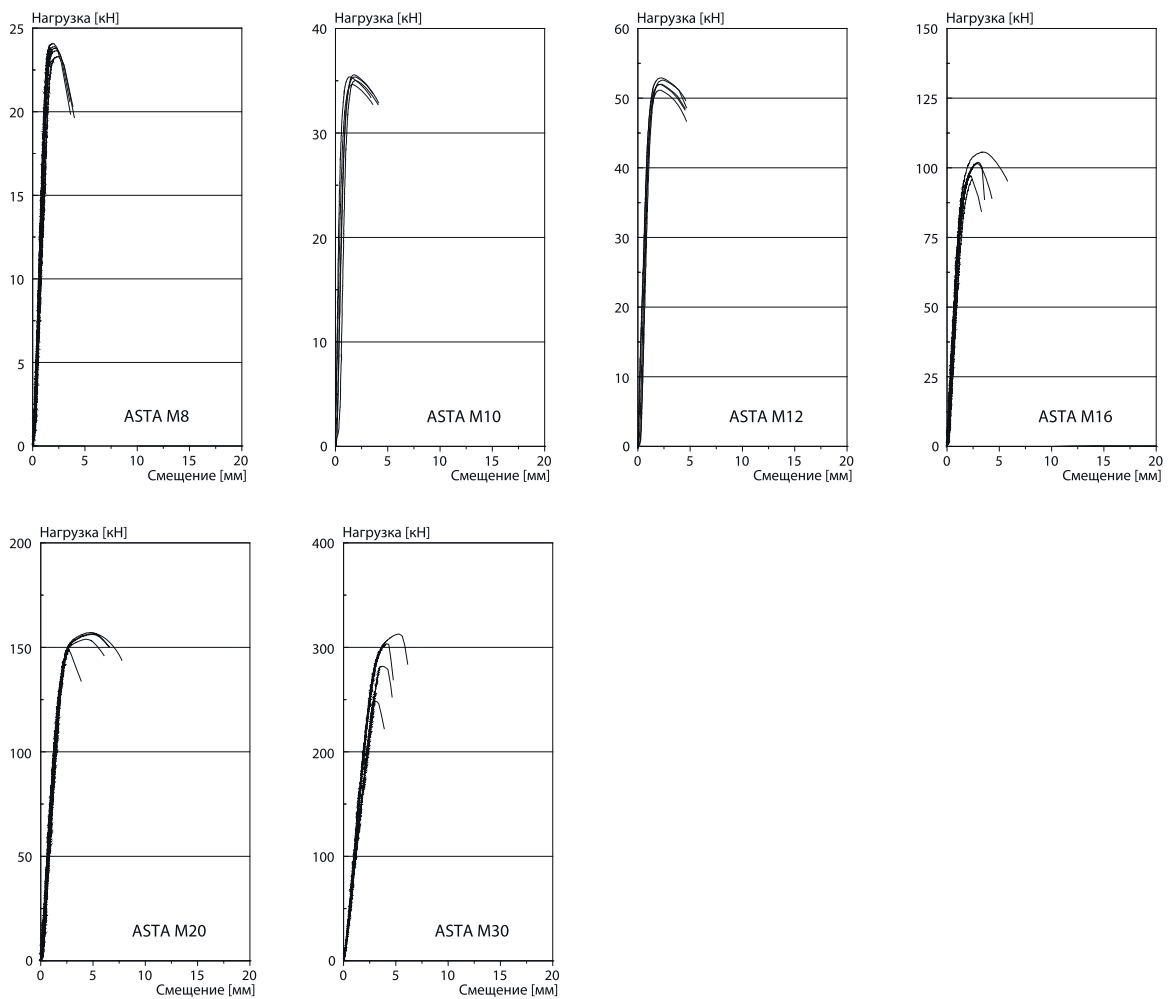 Нагрузка [кН]
25
20
15
10
5
0
ASTA M8
0 5 10 15 20
Смещение [мм]
Нагрузка [кН]
40
30
20
10
0
ASTA M10
0 5 10 15 20
Смещение [мм]
Нагрузка [кН]
60
50
40
30
20
10
0
ASTA M12
0 5 10 15 20
Смещение [мм]
Нагрузка [кН]
150
125
100
75
50
25
0
ASTA M16
0 5 10 15 20
Смещение [мм]
Нагрузка [кН]
200
150
100
50
0
ASTA M20
0 5 10 15 20
Смещение [мм]
Нагрузка [кН]
400
300
200
100
0
ASTA M30
0 5 10 15 20
Смещение [мм]